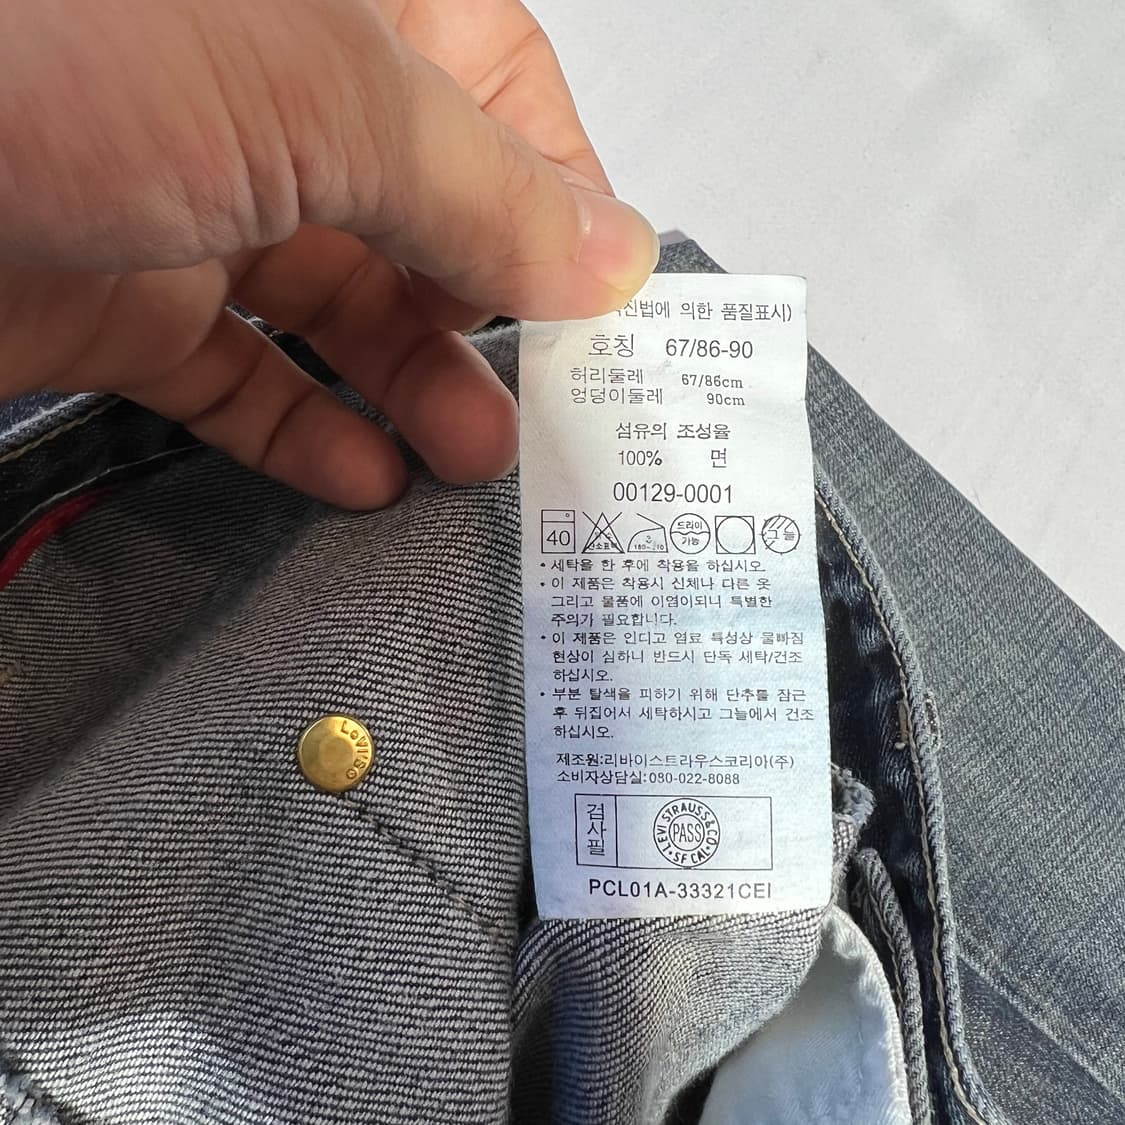 신법에 의한 품질표시)
호칭 67/86-90
허리둘레 67/86cm
엉덩이둘레 90cm
섬유의 조성율
100% 면
00129-0001
40
180~210
드라이
가능
그늘
• 세탁을 한 후에 착용을 하십시오.
• 이 제품은 착용시 신체나 다른 옷
그리고 물품에 이염이되니 특별한
주의가 필요합니다.
• 이 제품은 인디고 염료 특성상 물빠짐
현상이 심하니 반드시 단독 세탁/건조
하십시오.
• 부분 탈색을 피하기 위해 단추를 잠근
후 뒤집어서 세탁하시고 그늘에서 건조
하십시오.
제조원:리바이스트라우스코리아(주)
소비자상담실:080-022-8088
검사필
LEVI STRAUSS & CO
PASS
SF CAL
PCL01A-33321CEI
LEVI'S®